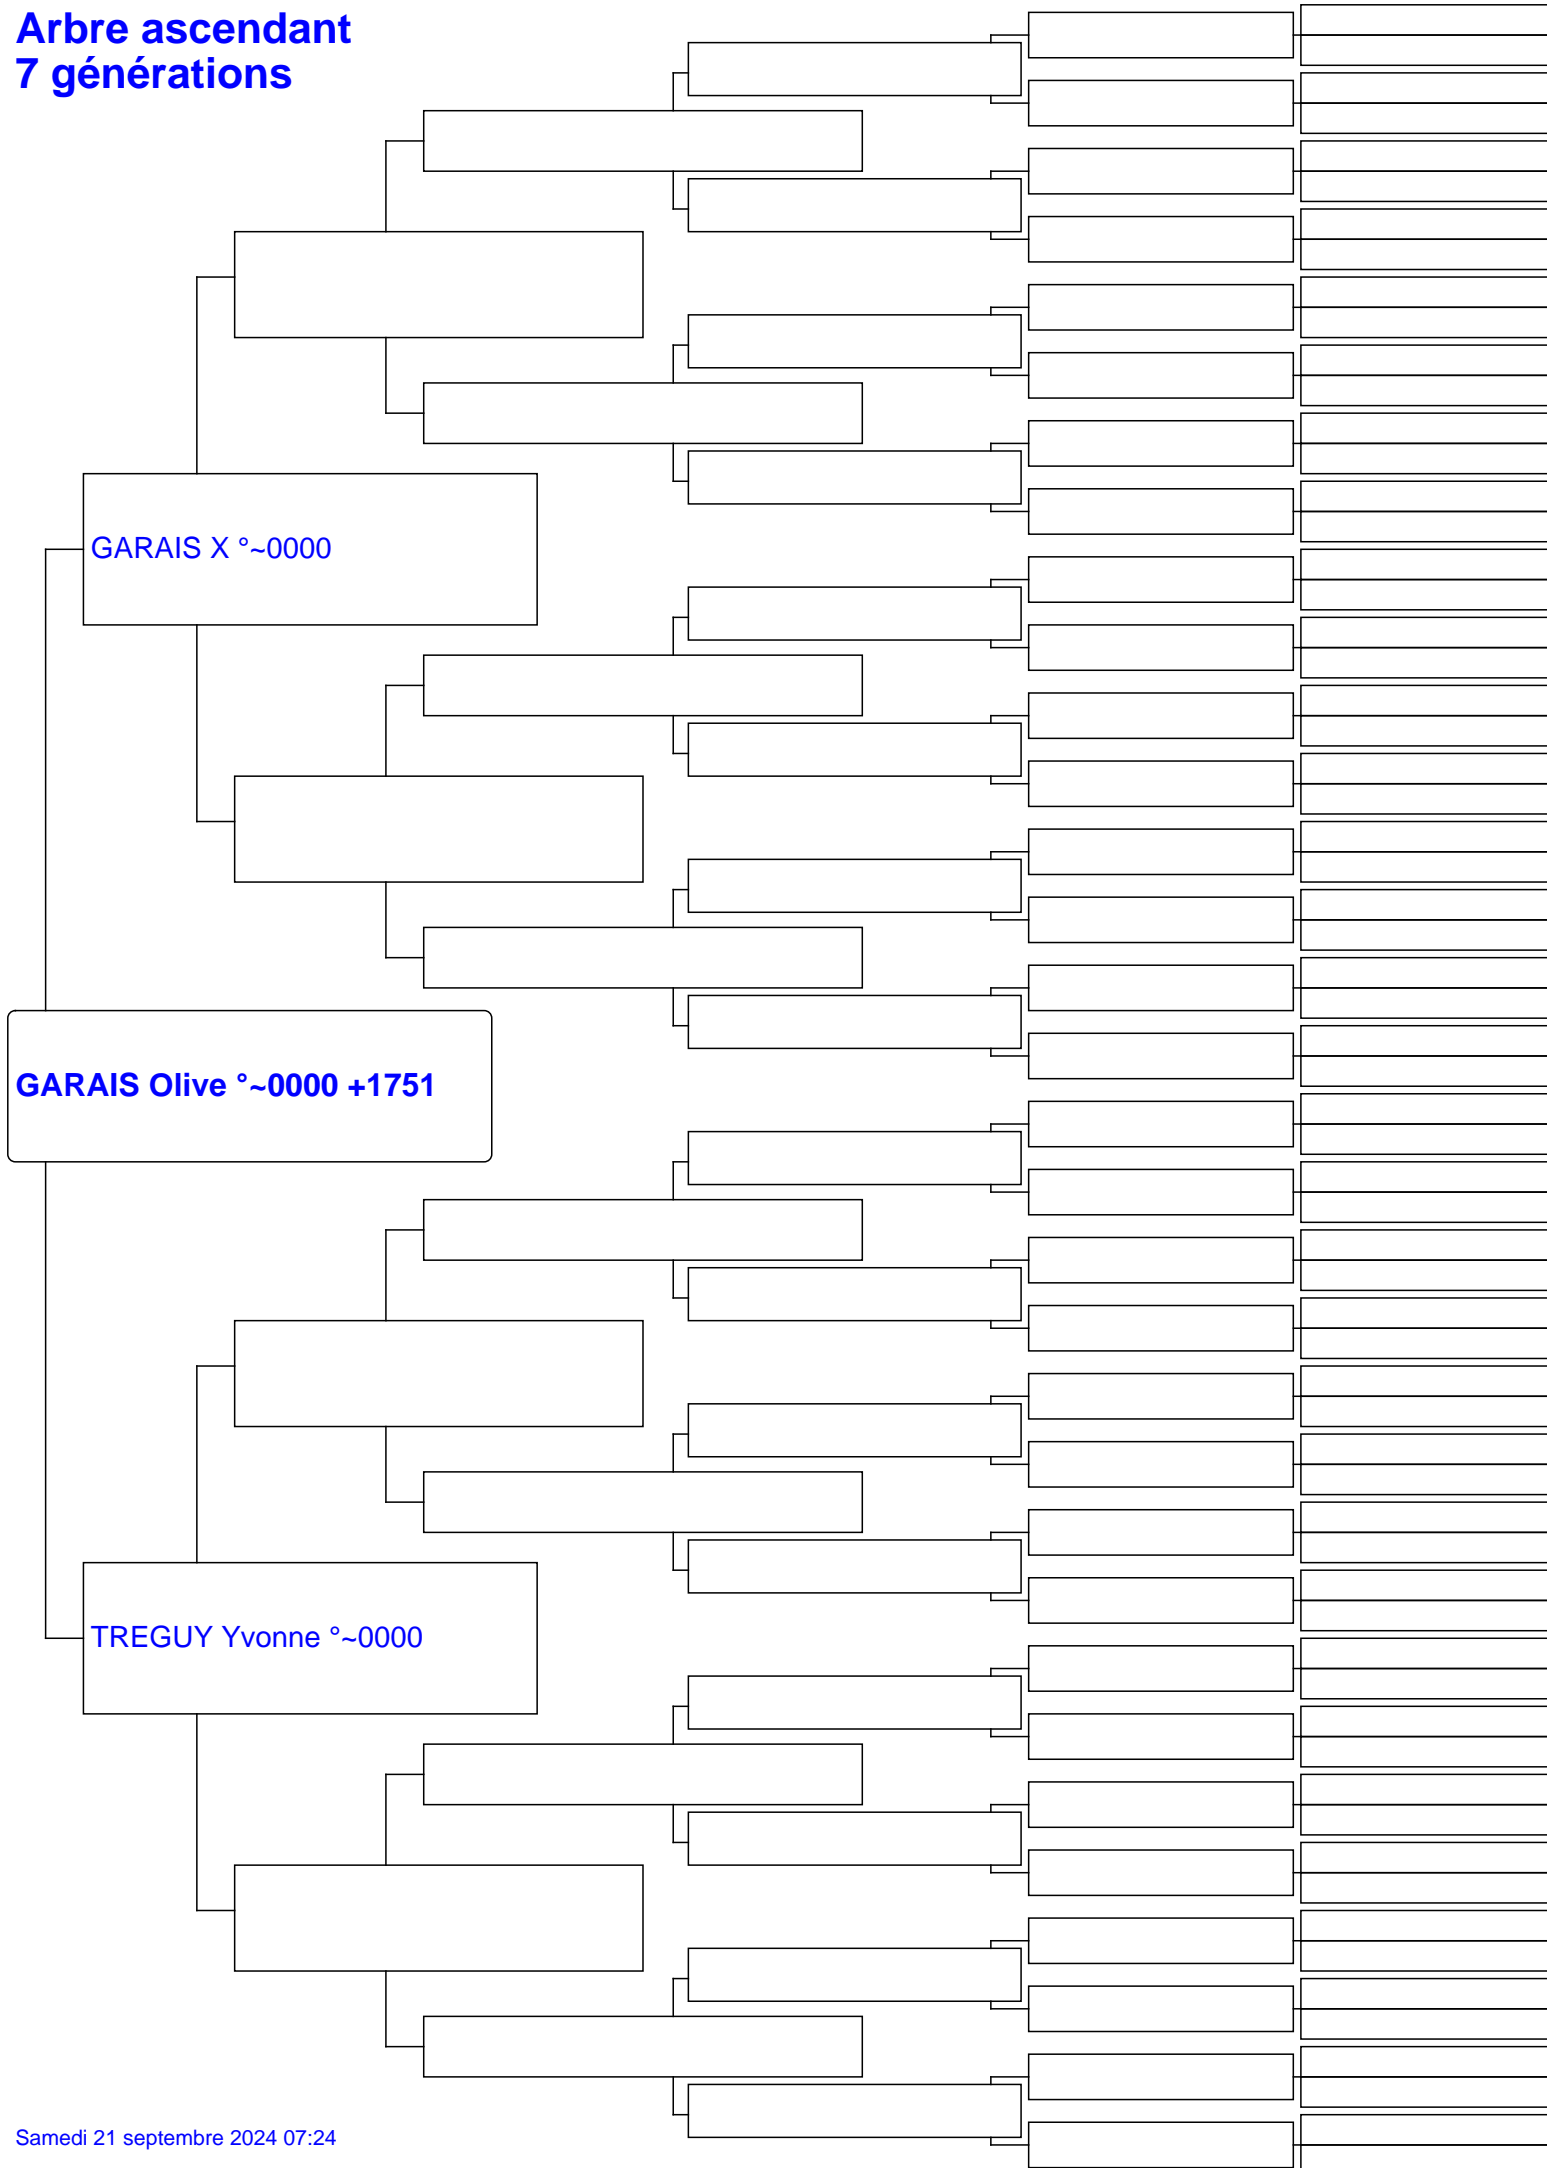 Arbre ascendant
7 générations
GARAIS X °~0000
GARAIS Olive °~0000 +1751
TREGUY Yvonne °~0000
Samedi 21 septembre 2024 07:24